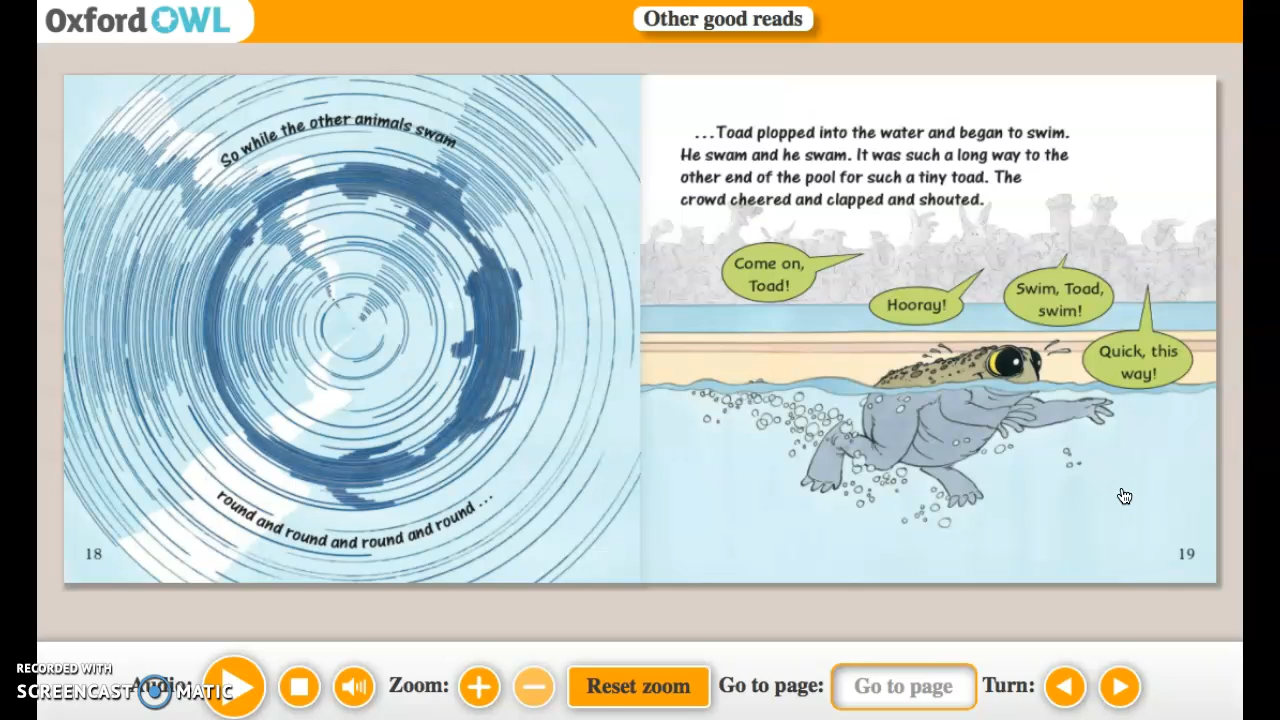 Oxford OWL
Other good reads
So while the other animals swam
round and round and round and round ...
18
...Toad plopped into the water and began to swim.
He swam and he swam. It was such a long way to the
other end of the pool for such a tiny toad. The
crowd cheered and clapped and shouted.
Come on,
Toad!
Hooray!
Swim, Toad,
swim!
Quick, this
way!
19
RECORDED WITH
SCREENCAST MATIC
Audio:
Zoom:
Reset zoom
Go to page:
Go to page
Turn: